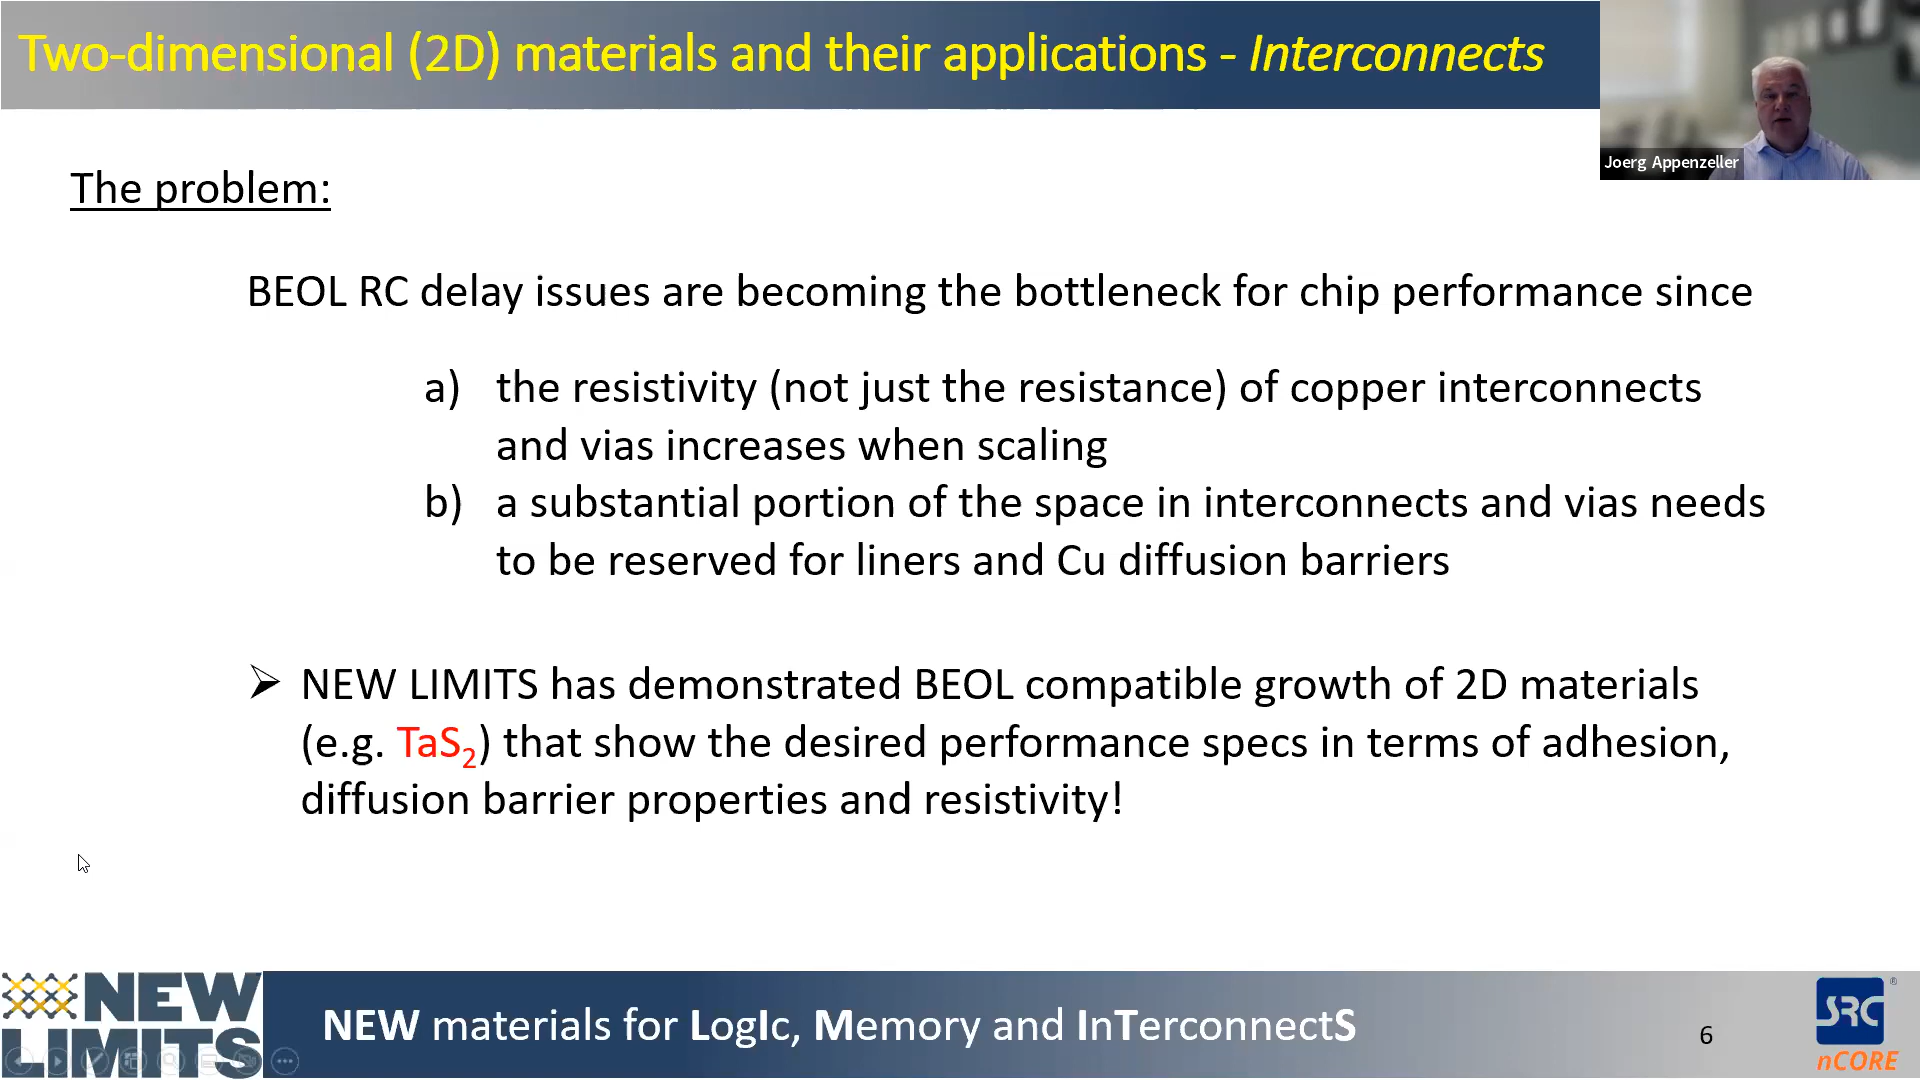 Two-dimensional (2D) materials and their applications - Interconnects
Joerg Appenzeller
The problem:
BEOL RC delay issues are becoming the bottleneck for chip performance since
a) the resistivity (not just the resistance) of copper interconnects
and vias increases when scaling
b) a substantial portion of the space in interconnects and vias needs
to be reserved for liners and Cu diffusion barriers
➢ NEW LIMITS has demonstrated BEOL compatible growth of 2D materials
(e.g. TaS₂) that show the desired performance specs in terms of adhesion,
diffusion barrier properties and resistivity!
NEW
LIMITS
NEW materials for LogIc, Memory and InTerconnectS
6
SRC
®
nCORE